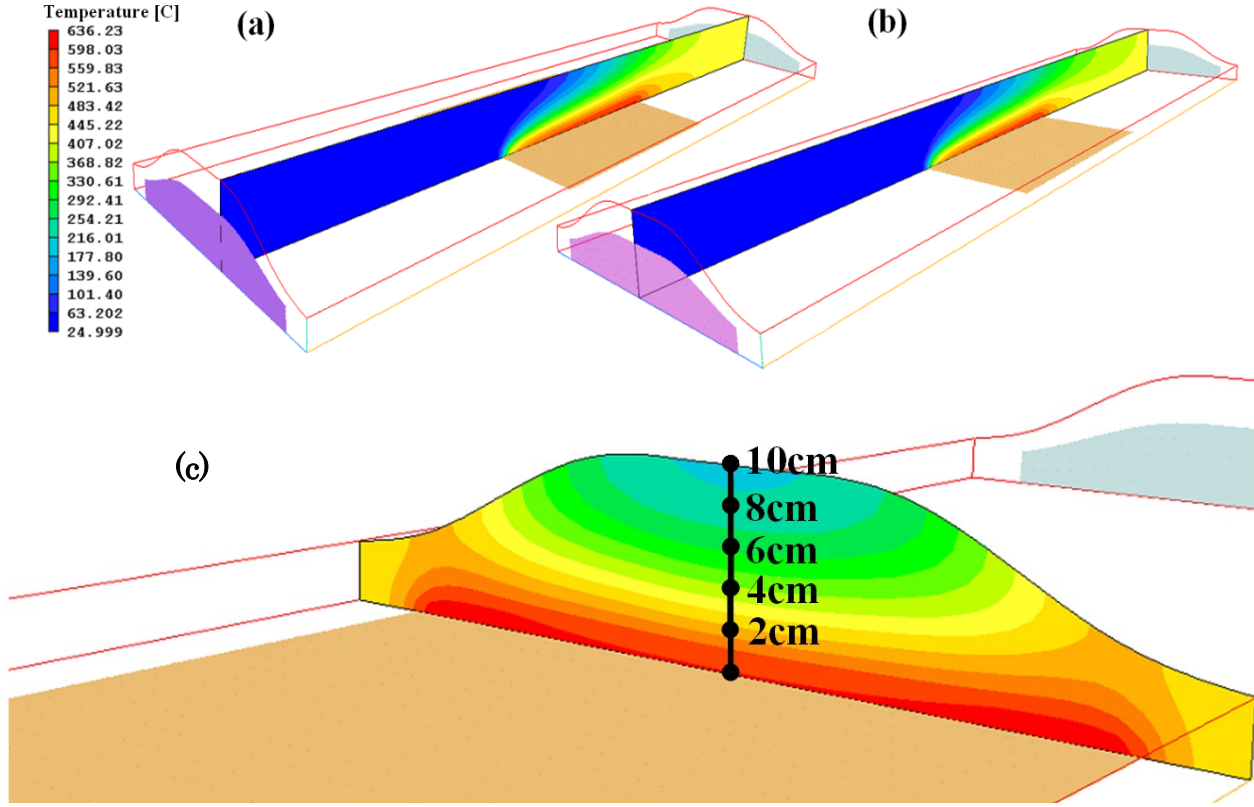 Temperature [C]
636.23
598.03
559.83
521.63
483.42
445.22
407.02
368.82
330.61
292.41
254.21
216.01
177.80
139.60
101.40
63.202
24.999
(a)
(b)
(c)
10cm
8cm
6cm
4cm
2cm